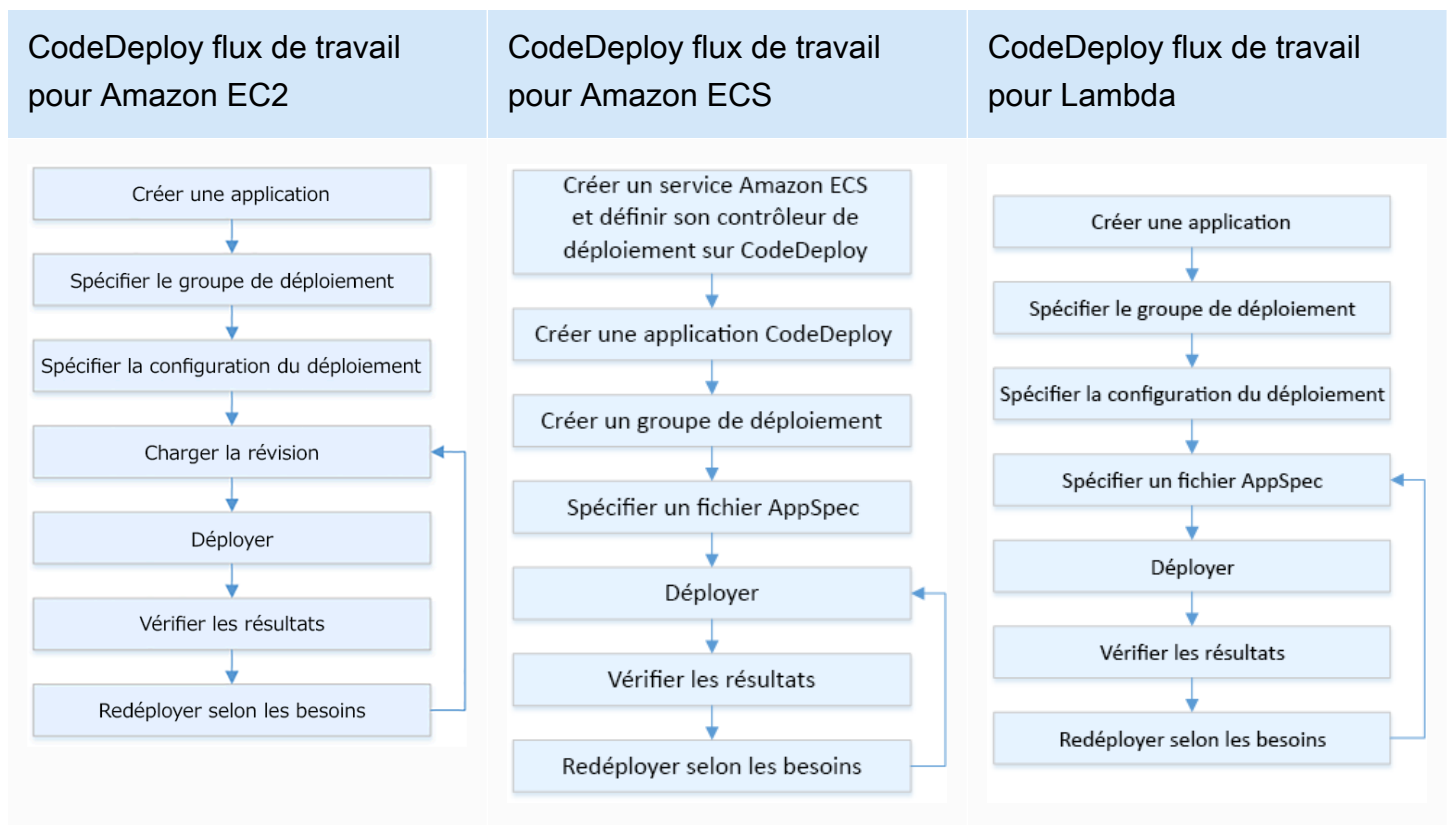 CodeDeploy flux de travail
pour Amazon EC2
CodeDeploy flux de travail
pour Amazon ECS
CodeDeploy flux de travail
pour Lambda
Créer une application
Spécifier le groupe de déploiement
Spécifier la configuration du déploiement
Charger la révision
Déployer
Vérifier les résultats
Redéployer selon les besoins
Créer un service Amazon ECS
et définir son contrôleur de
déploiement sur CodeDeploy
Créer une application CodeDeploy
Créer un groupe de déploiement
Spécifier un fichier AppSpec
Déployer
Vérifier les résultats
Redéployer selon les besoins
Créer une application
Spécifier le groupe de déploiement
Spécifier la configuration du déploiement
Spécifier un fichier AppSpec
Déployer
Vérifier les résultats
Redéployer selon les besoins